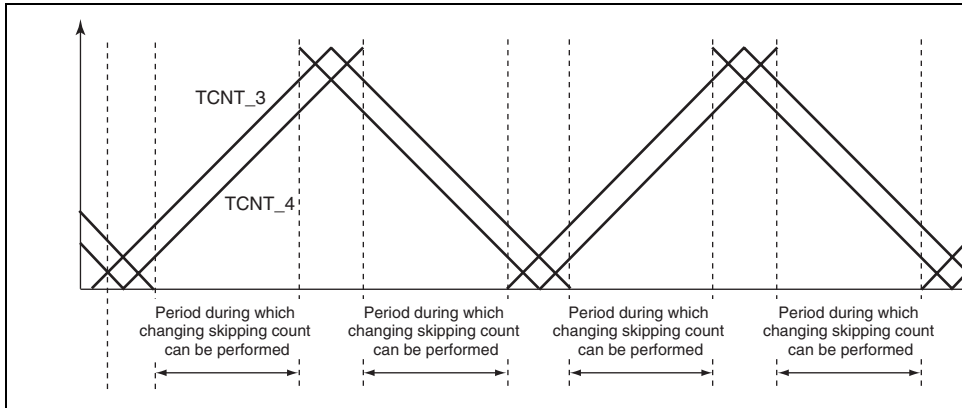 TCNT_3
TCNT_4
Period during which
changing skipping count
can be performed
Period during which
changing skipping count
can be performed
Period during which
changing skipping count
can be performed
Period during which
changing skipping count
can be performed